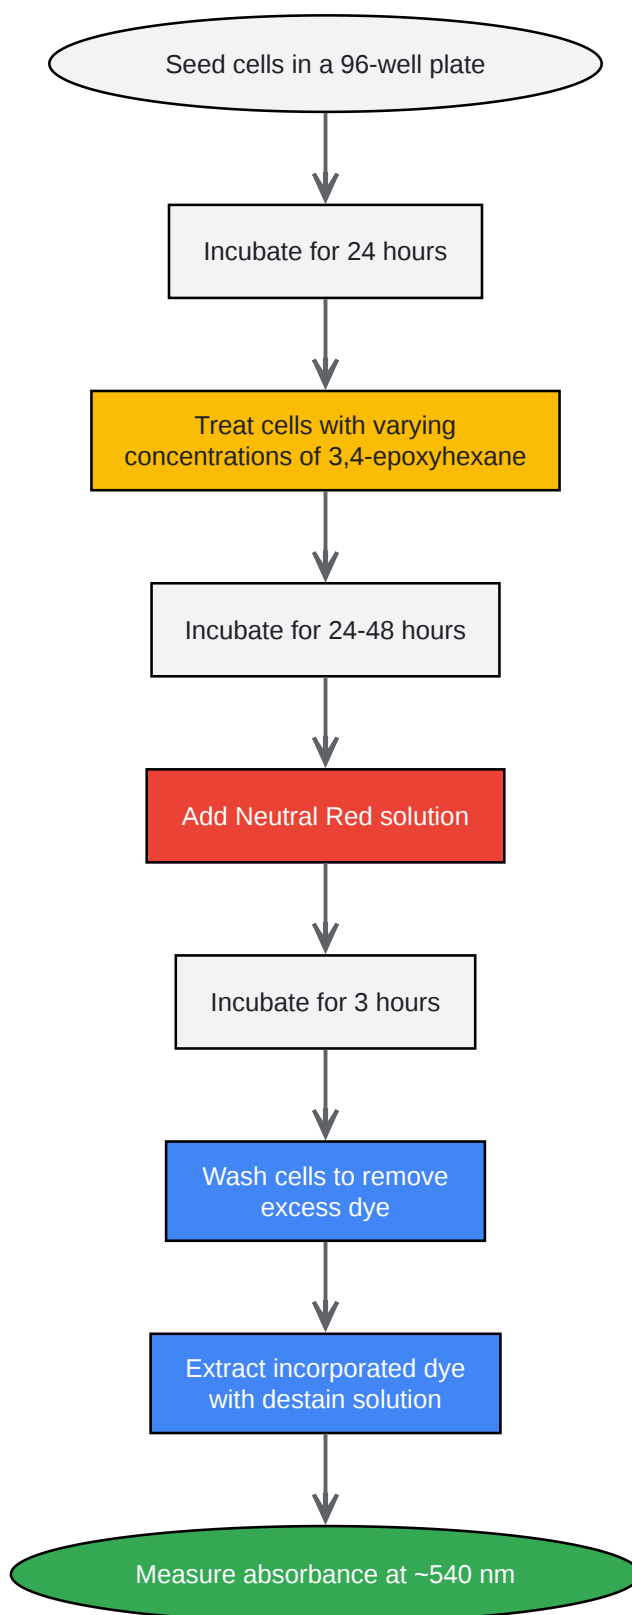 Seed cells in a 96-well plate
Incubate for 24 hours
Treat cells with varying
concentrations of 3,4-epoxyhexane
Incubate for 24-48 hours
Add Neutral Red solution
Incubate for 3 hours
Wash cells to remove
excess dye
Extract incorporated dye
with destain solution
Measure absorbance at ~540 nm